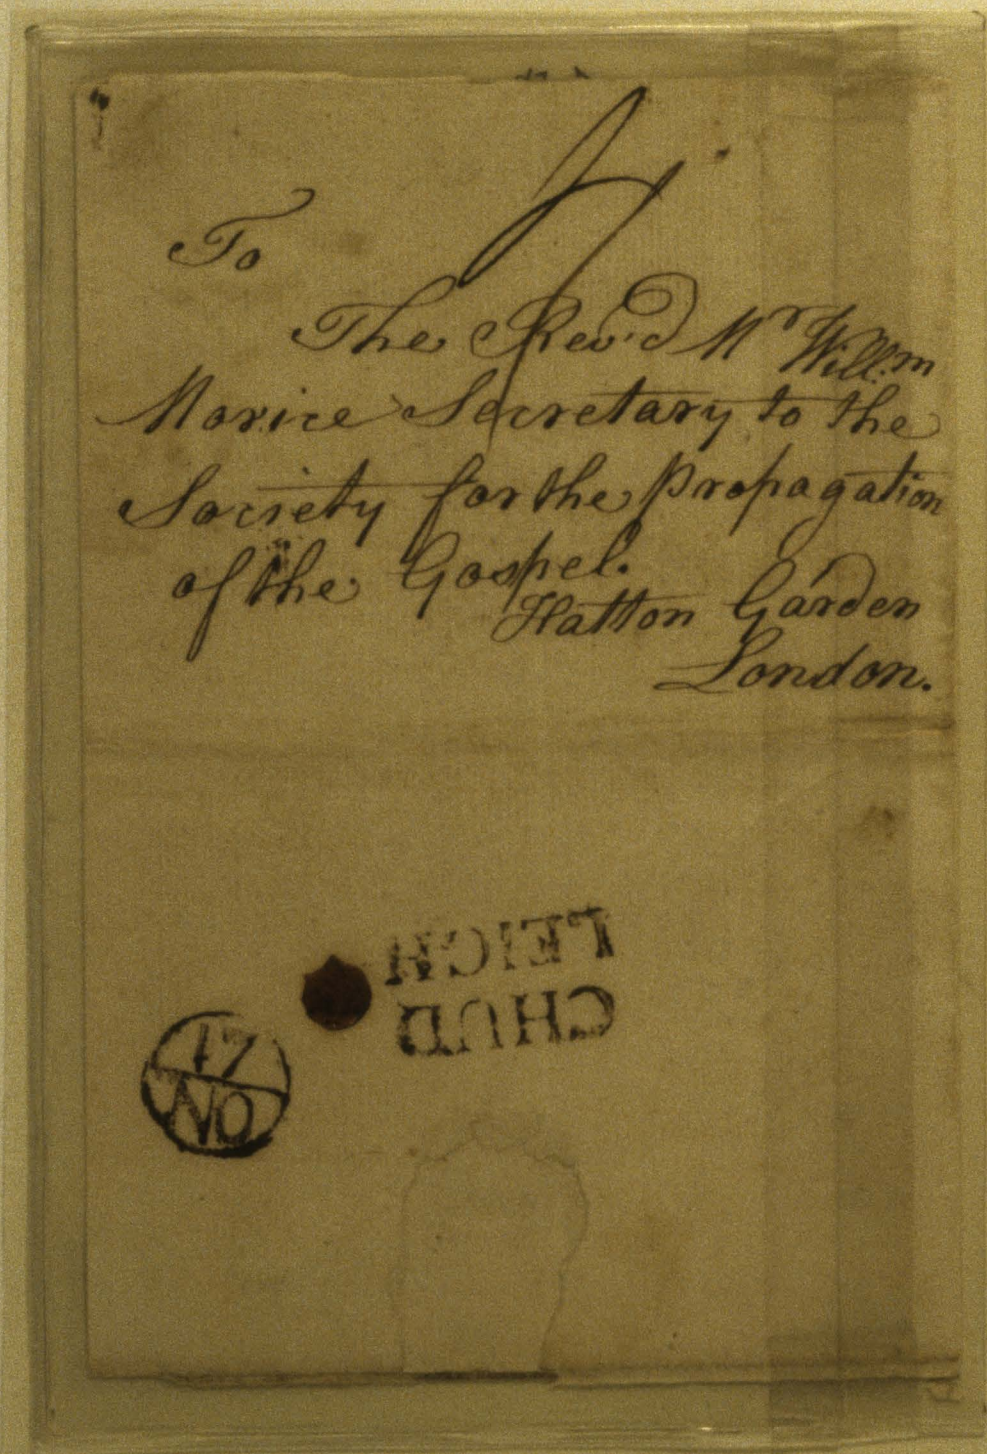 To
The Rev.d Mr Will.m
Morice Secretary to the
Society for the Propagation
of the Gospel.
Hatton Garden
London.
CHUD
LEIGH
17
NO